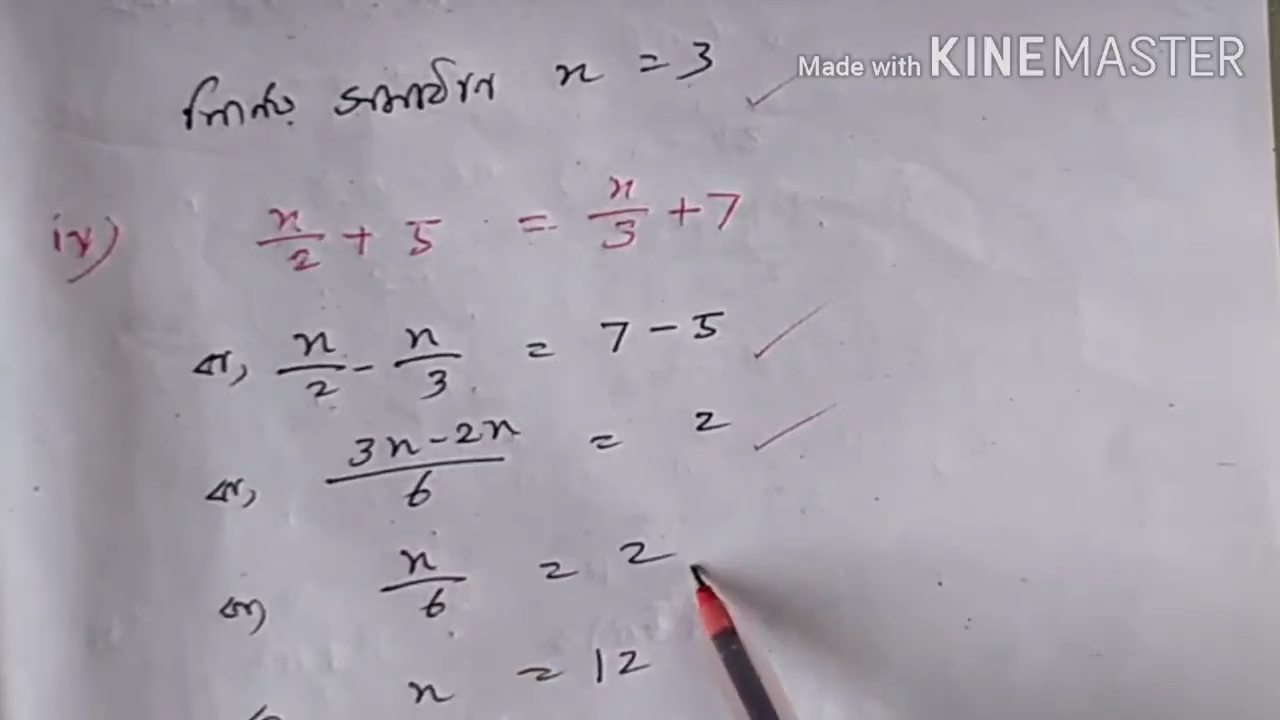 Made with KINEMASTER
নির্ণেয় সমাধান x = 3
iv) x/2 + 5 = x/3 + 7
বা, x/2 - x/3 = 7 - 5
বা, 3x - 2x/6 = 2
বা, x/6 = 2
x = 12